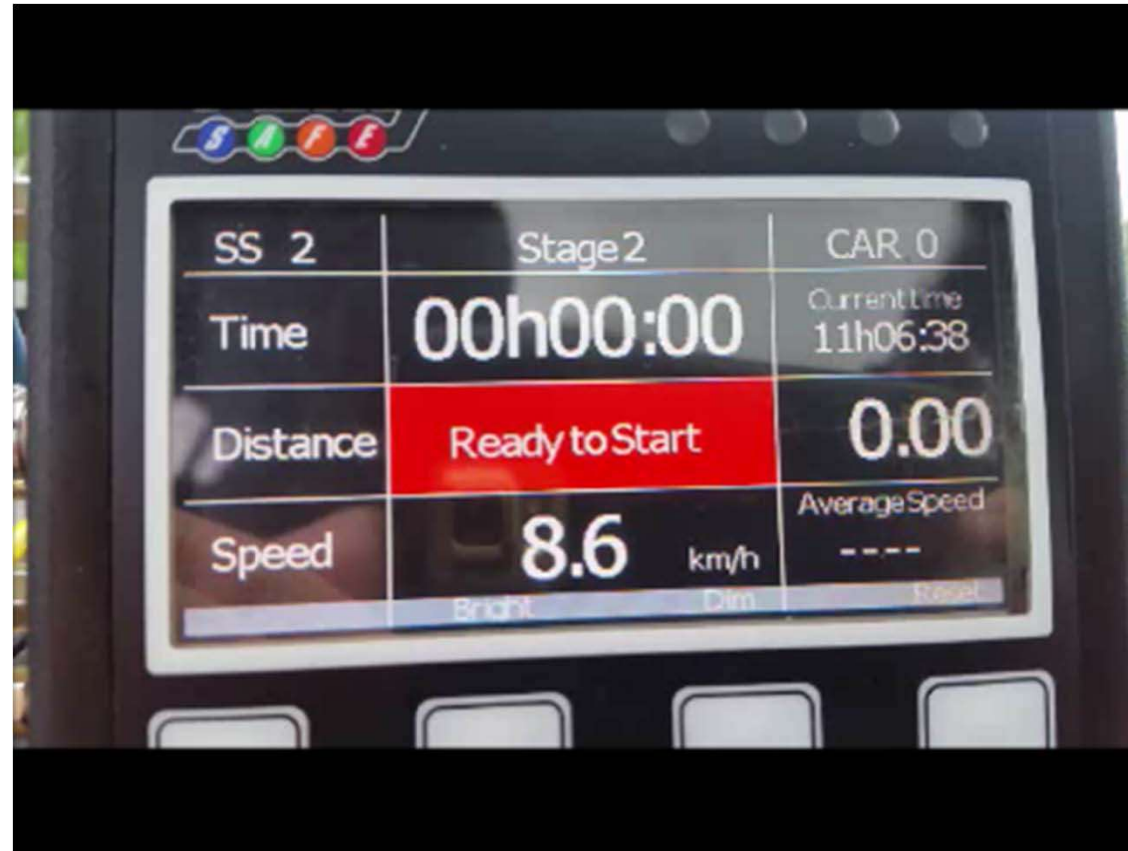 SAFE
SS 2 Stage 2 CAR 0
Time 00h00:00 Current time 11h06:38
Distance Ready to Start 0.00
Speed 8.6 km/h Average Speed ----
Bright Dim Reset